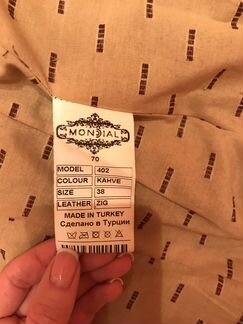 MONDIAL
70
MODEL 402
COLOUR KAHVE
SIZE 38
LEATHER ZIG
MADE IN TURKEY
Сделано в Турции